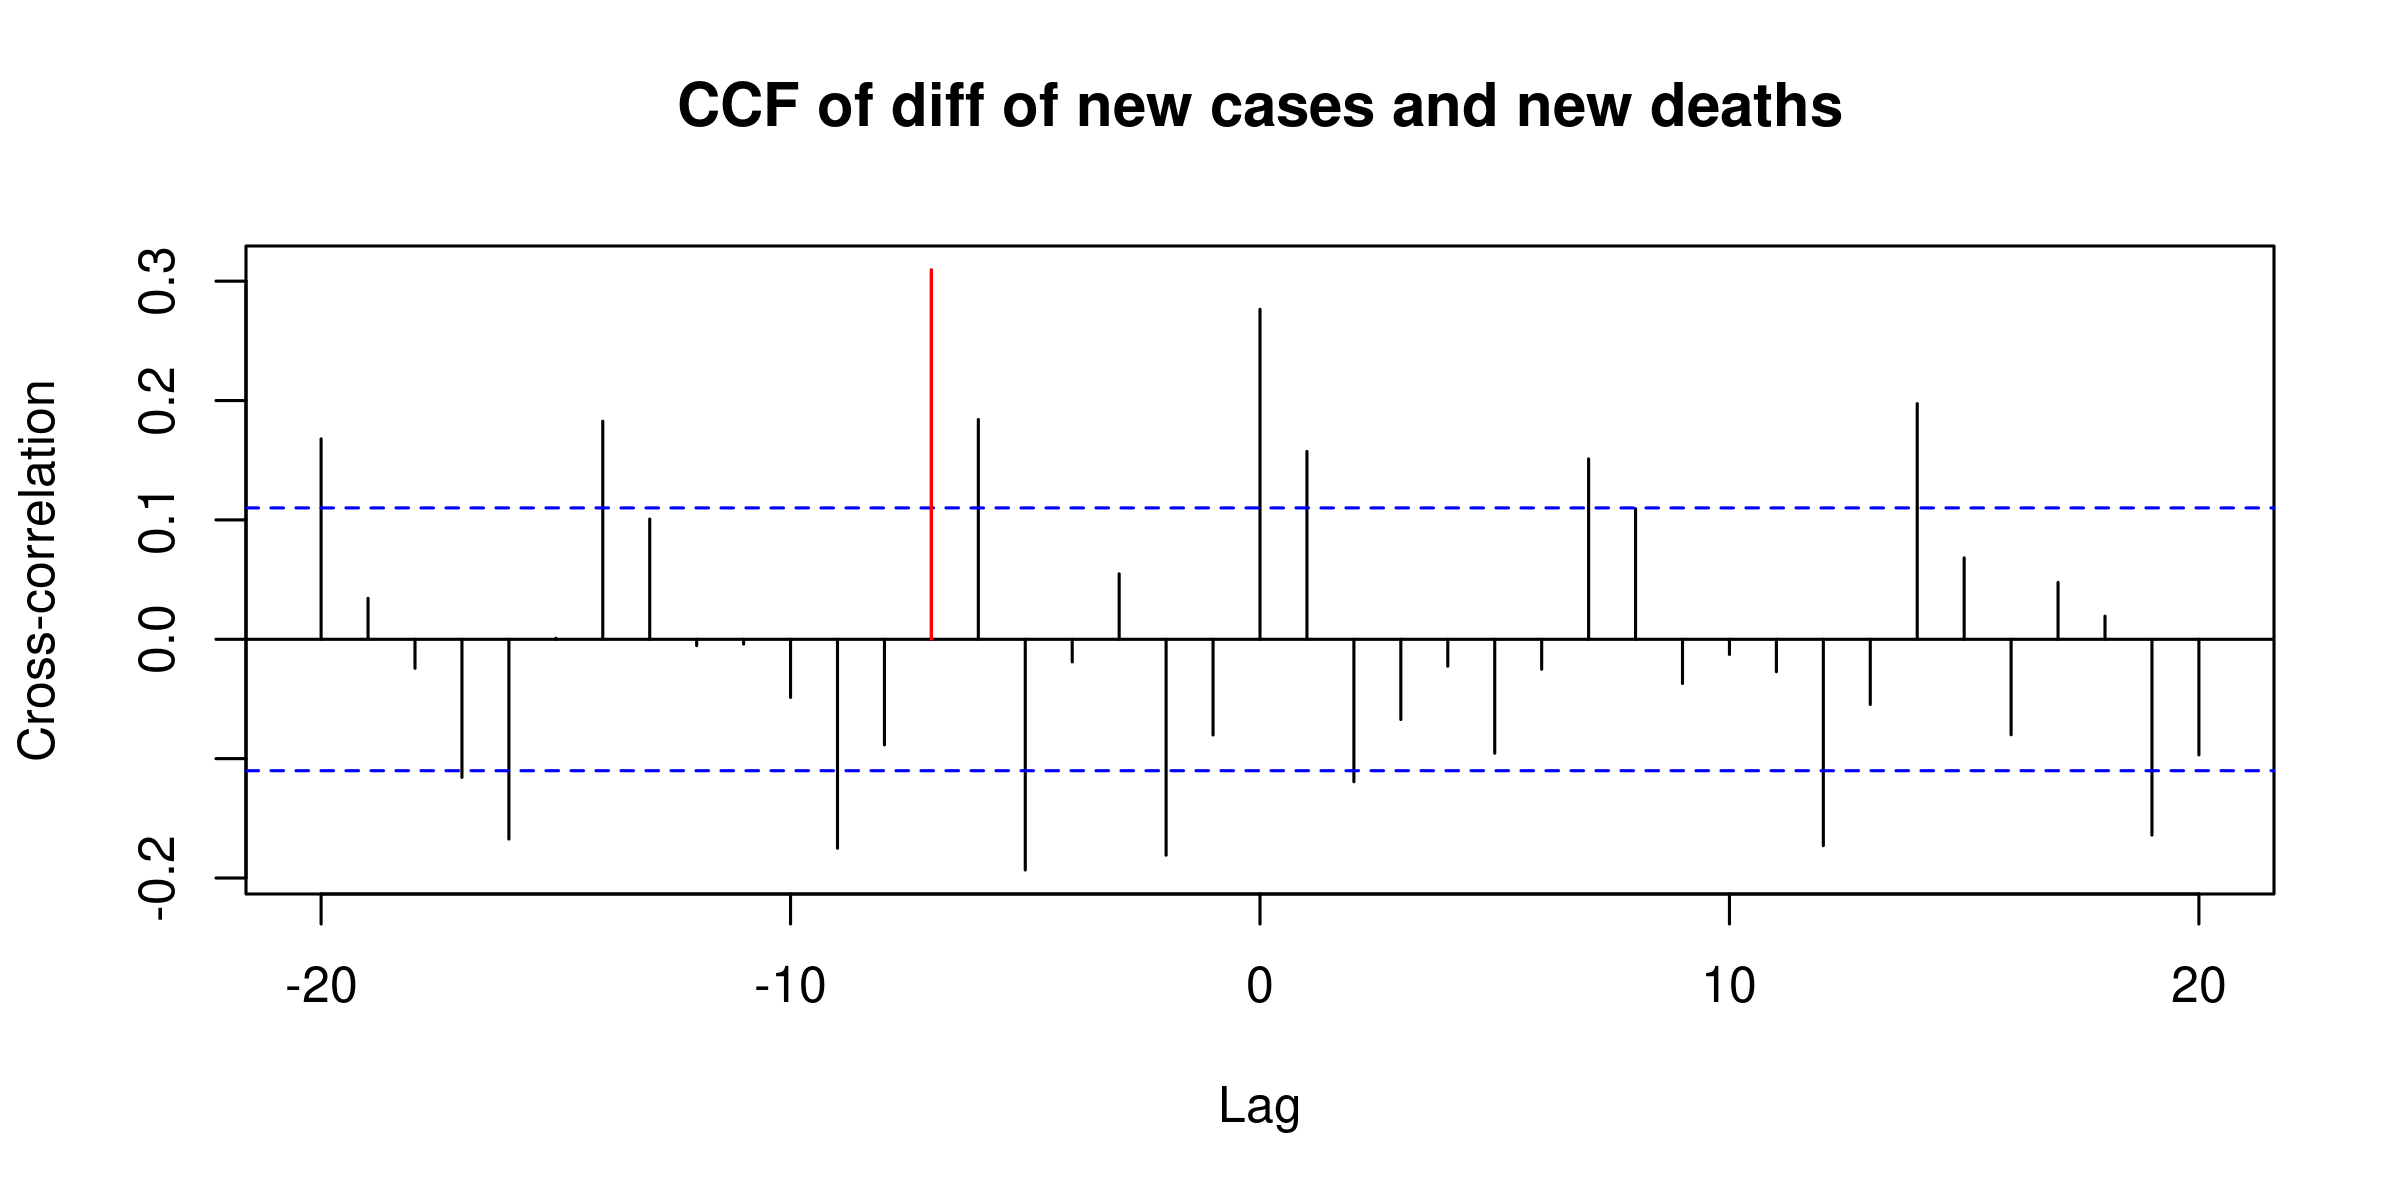 CCF of diff of new cases and new deaths
Cross-correlation
0.3
0.2
0.1
0.0
-0.2
-20 -10 0 10 20
Lag